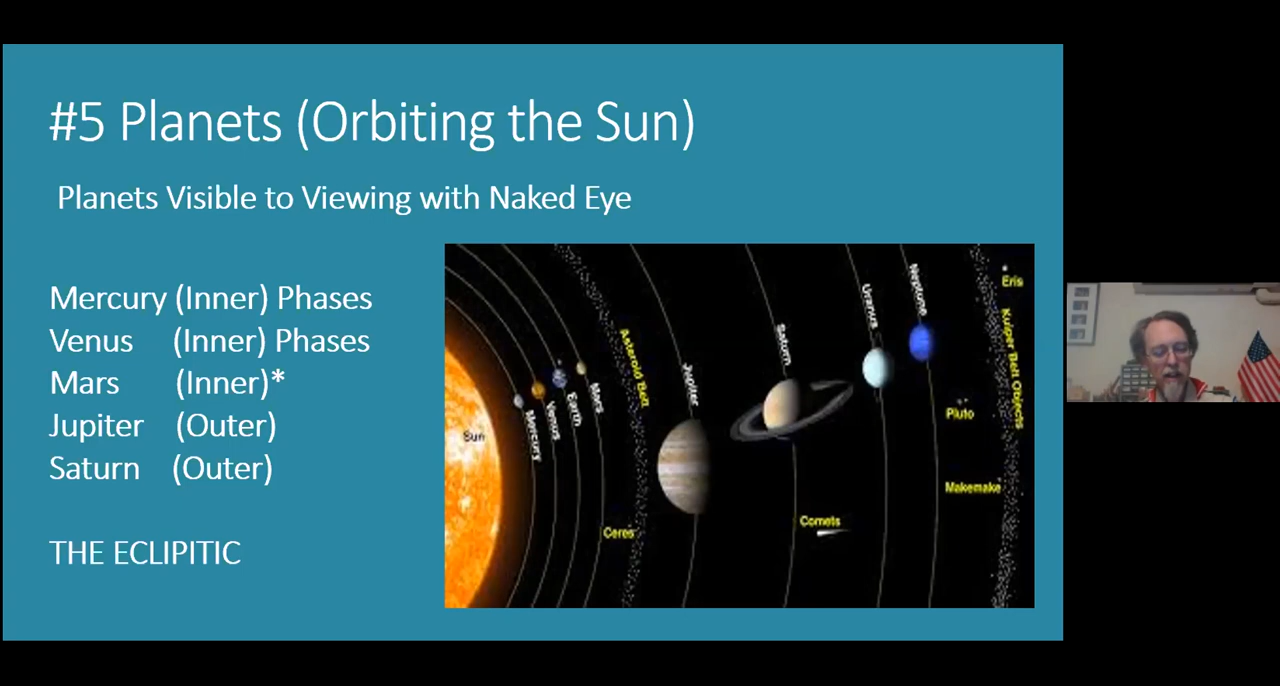 #5 Planets (Orbiting the Sun)
Planets Visible to Viewing with Naked Eye
Mercury (Inner) Phases
Venus (Inner) Phases
Mars (Inner)*
Jupiter (Outer)
Saturn (Outer)
THE ECLIPITIC
Sun
Mercury
Venus
Earth
Mars
Asteroid Belt
Ceres
Jupiter
Saturn
Comets
Uranus
Neptune
Eris
Kuiper Belt Objects
Pluto
Makemake